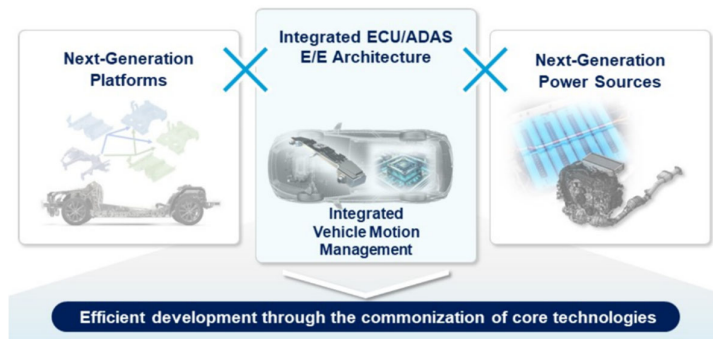 Next-Generation
Platforms
Integrated ECU/ADAS
E/E Architecture
Integrated
Vehicle Motion
Management
Next-Generation
Power Sources
Efficient development through the commonization of core technologies